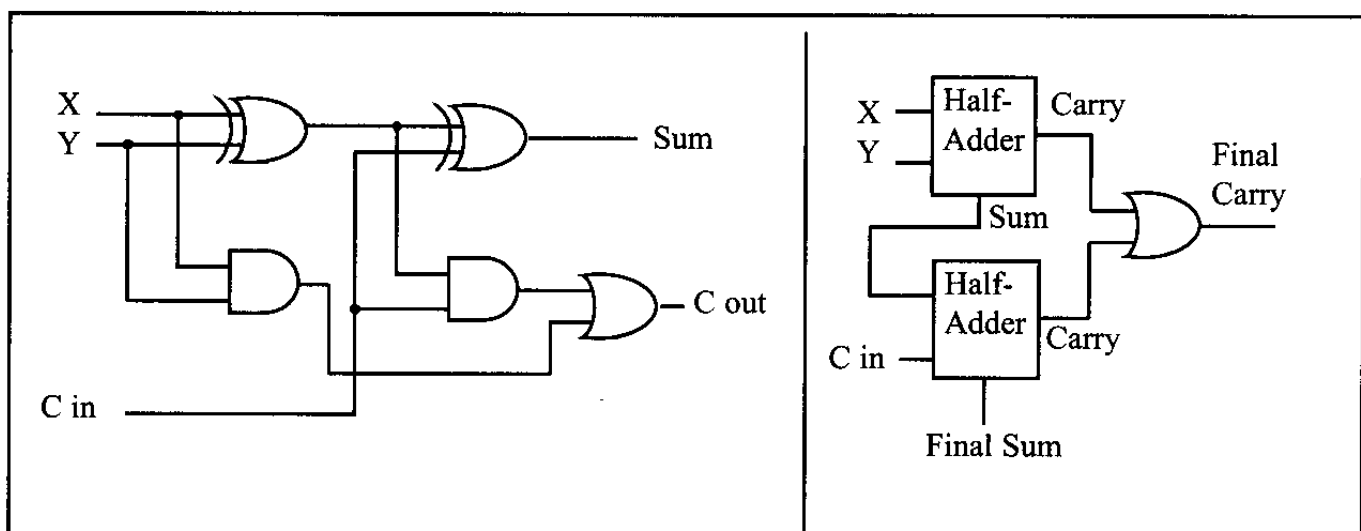 X
Y
Sum
C out
C in
Half-
Adder
Carry
X
Y
Sum
Final
Carry
Half-
Adder
Carry
C in
Final Sum